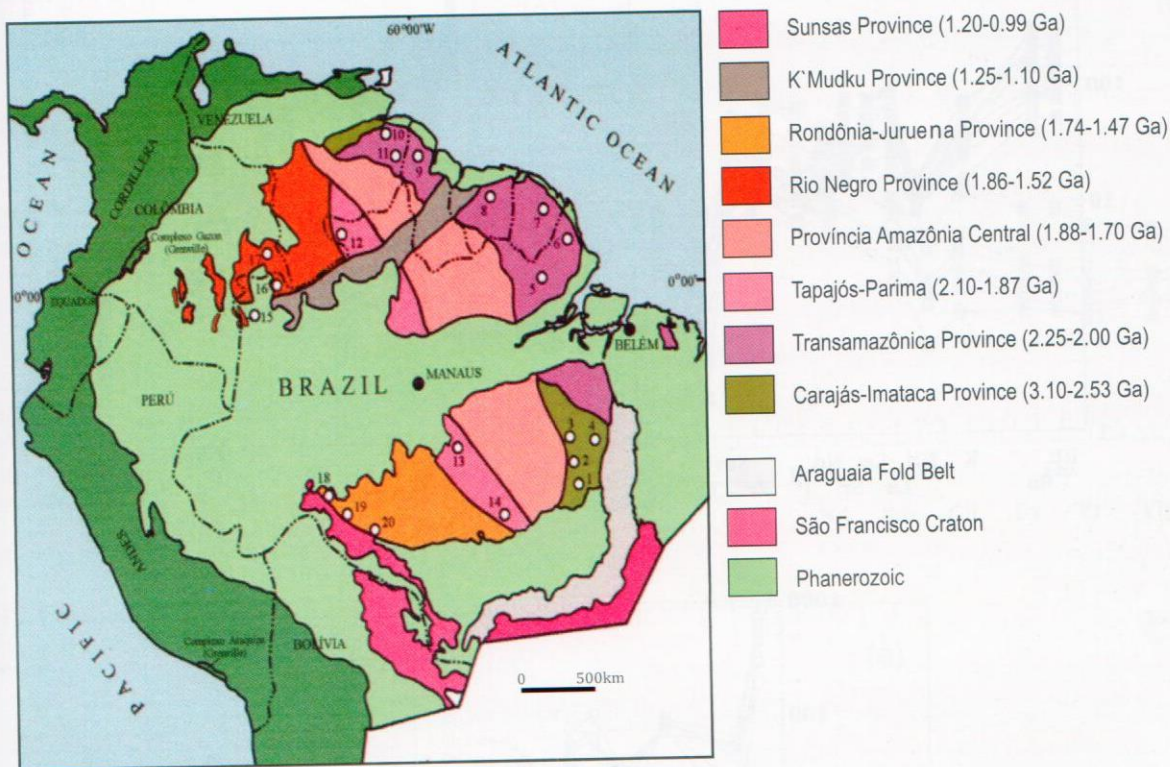 60°00'W
ATLANTIC OCEAN
OCEAN
CORDILLERA
VENEZUELA
COLÔMBIA
Complexo Garzon
(Grenville)
0°00'
EQUADOR
0°00'
10
11
9
8
7
12
6
5
16
15
BELÉM
MANAUS
BRAZIL
PERÚ
3
4
13
2
1
18
14
19
20
ANDES
PACIFIC
BOLÍVIA
Complexo Arequipa
(Grenville)
0 500km
Sunsas Province (1.20-0.99 Ga)
K`Mudku Province (1.25-1.10 Ga)
Rondônia-Juruena Province (1.74-1.47 Ga)
Rio Negro Province (1.86-1.52 Ga)
Província Amazônia Central (1.88-1.70 Ga)
Tapajós-Parima (2.10-1.87 Ga)
Transamazônica Province (2.25-2.00 Ga)
Carajás-Imataca Province (3.10-2.53 Ga)
Araguaia Fold Belt
São Francisco Craton
Phanerozoic